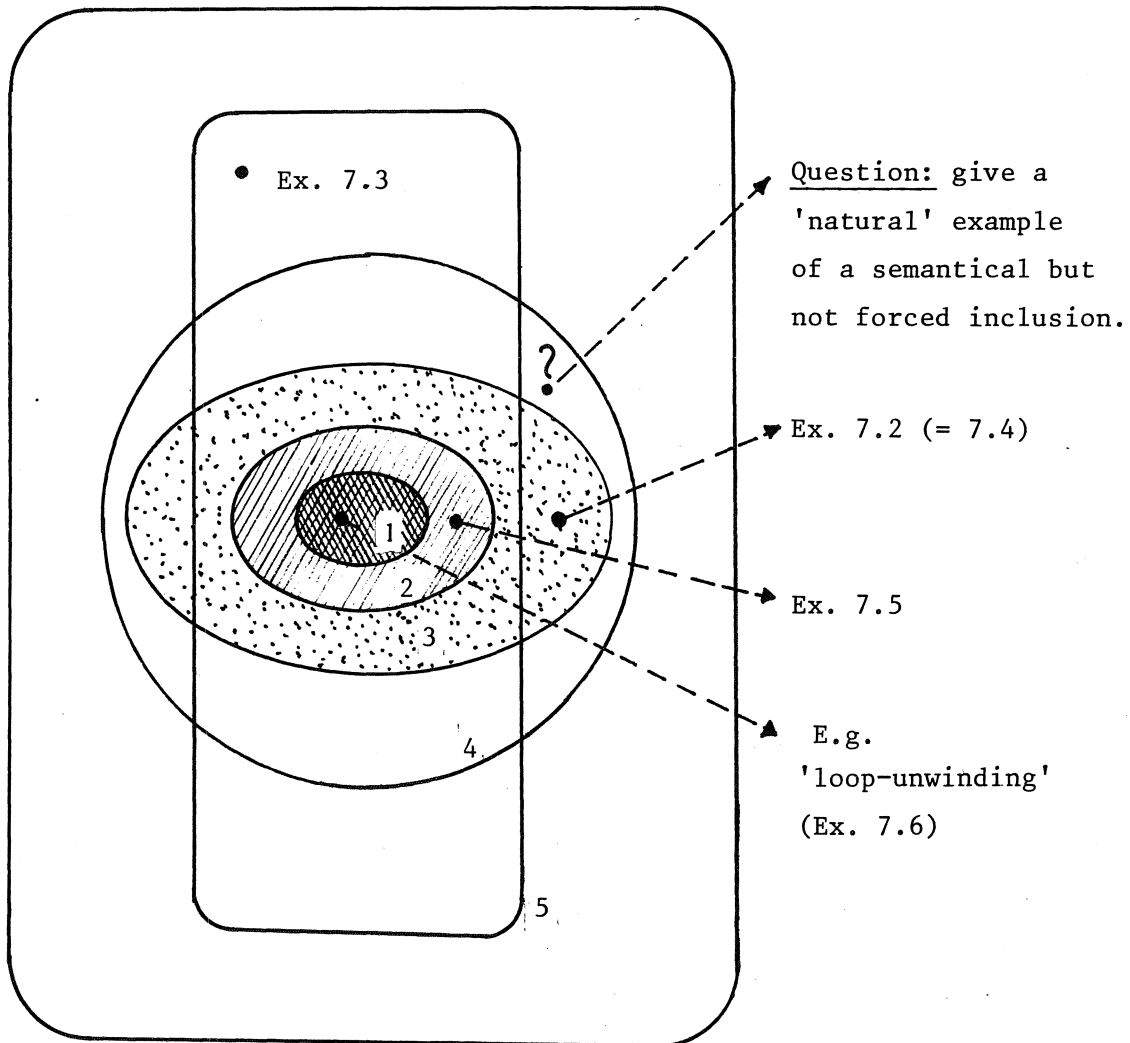 Ex. 7.3
Question: give a
'natural' example
of a semantical but
not forced inclusion.
?
Ex. 7.2 (= 7.4)
1
2
Ex. 7.5
3
E.g.
4
'loop-unwinding'
(Ex. 7.6)
5